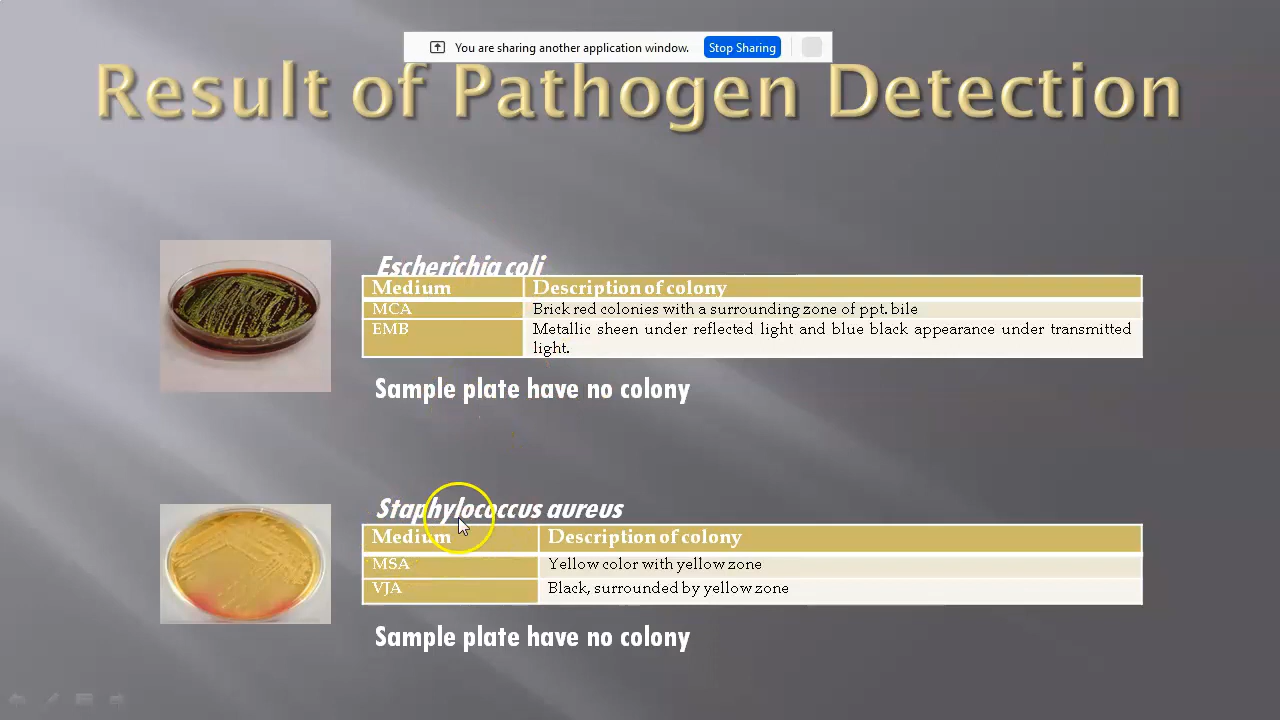 You are sharing another application window. Stop Sharing
Result of Pathogen Detection
Escherichia coli
Medium Description of colony
MCA Brick red colonies with a surrounding zone of ppt. bile
EMB Metallic sheen under reflected light and blue black appearance under transmitted
light.
Sample plate have no colony
Staphylococcus aureus
Medium Description of colony
MSA Yellow color with yellow zone
VJA Black, surrounded by yellow zone
Sample plate have no colony